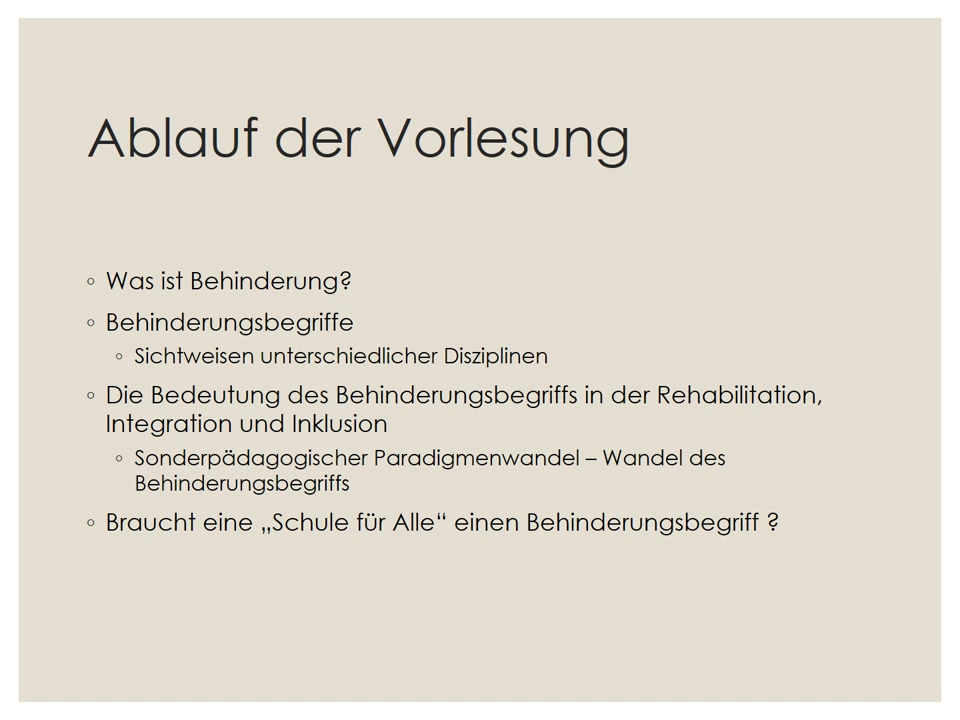 Ablauf der Vorlesung
◦ Was ist Behinderung?
◦ Behinderungsbegriffe
◦ Sichtweisen unterschiedlicher Disziplinen
◦ Die Bedeutung des Behinderungsbegriffs in der Rehabilitation,
Integration und Inklusion
◦ Sonderpädagogischer Paradigmenwandel – Wandel des
Behinderungsbegriffs
◦ Braucht eine „Schule für Alle“ einen Behinderungsbegriff ?